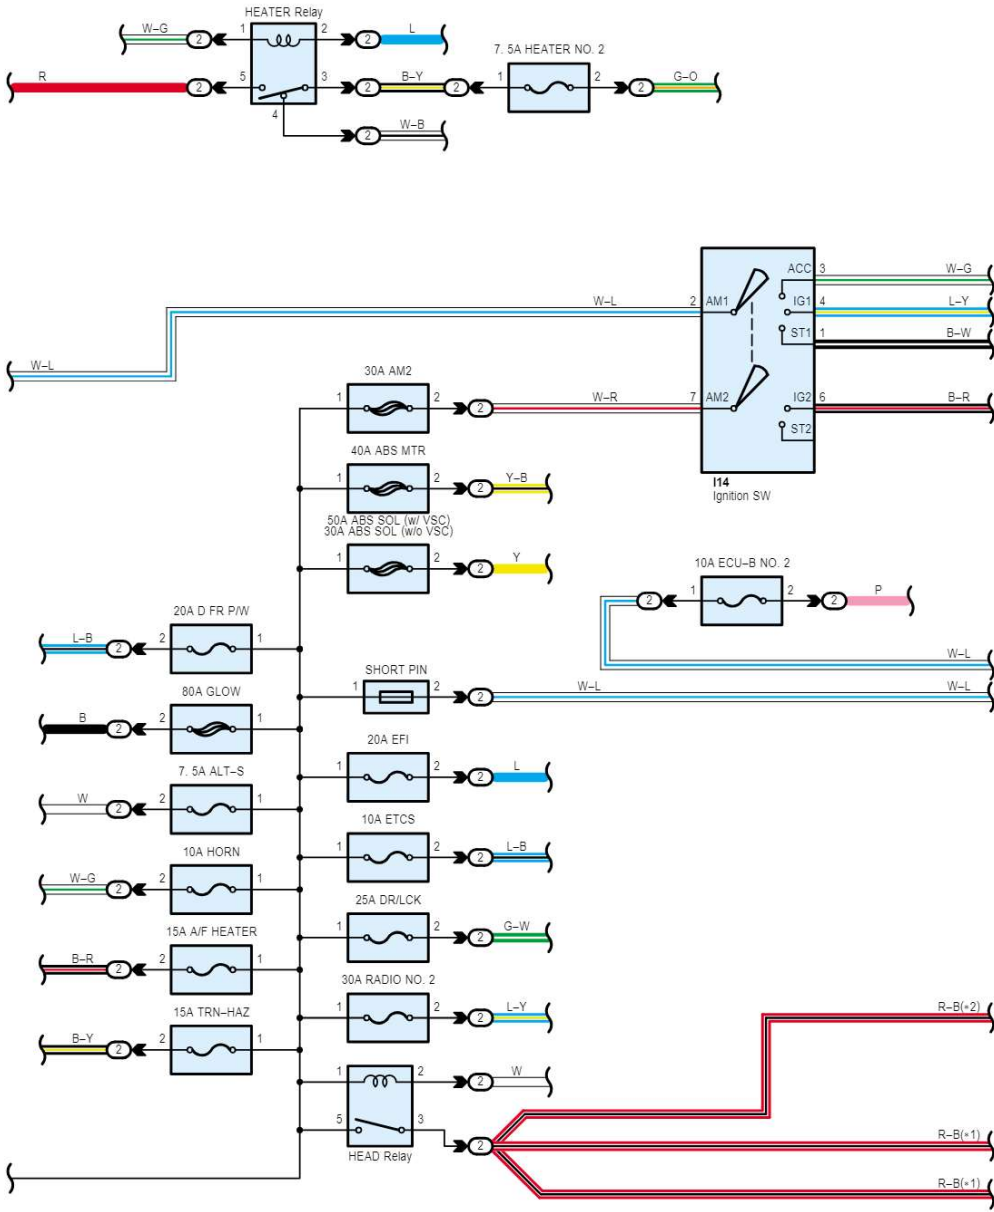 HEATER Relay
W–G 2 1 2 2 L
7. 5A HEATER NO. 2
R 2 5 3 2 B–Y 2 1 2 2 G–O
4 2 W–B
ACC 3 W–G
W–L 2 AM1 IG1 4 L–Y
ST1 1 B–W
W–L
30A AM2
1 2 2 W–R 7 AM2 IG2 6 B–R
ST2
40A ABS MTR
1 2 2 Y–B
I14
Ignition SW
50A ABS SOL (w/ VSC)
30A ABS SOL (w/o VSC)
1 2 2 Y
10A ECU–B NO. 2
2 1 2 2 P
20A D FR P/W
L–B 2 2 1
W–L
SHORT PIN
1 2 2 W–L W–L
80A GLOW
B 2 2 1
20A EFI
1 2 2 L
7. 5A ALT–S
W 2 2 1
10A ETCS
1 2 2 L–B
10A HORN
W–G 2 2 1
25A DR/LCK
1 2 2 G–W
15A A/F HEATER
B–R 2 2 1
30A RADIO NO. 2
1 2 2 L–Y
R–B(*2)
15A TRN–HAZ
B–Y 2 2 1
1 2 2 W
5 3 2 R–B(*1)
HEAD Relay
R–B(*1)